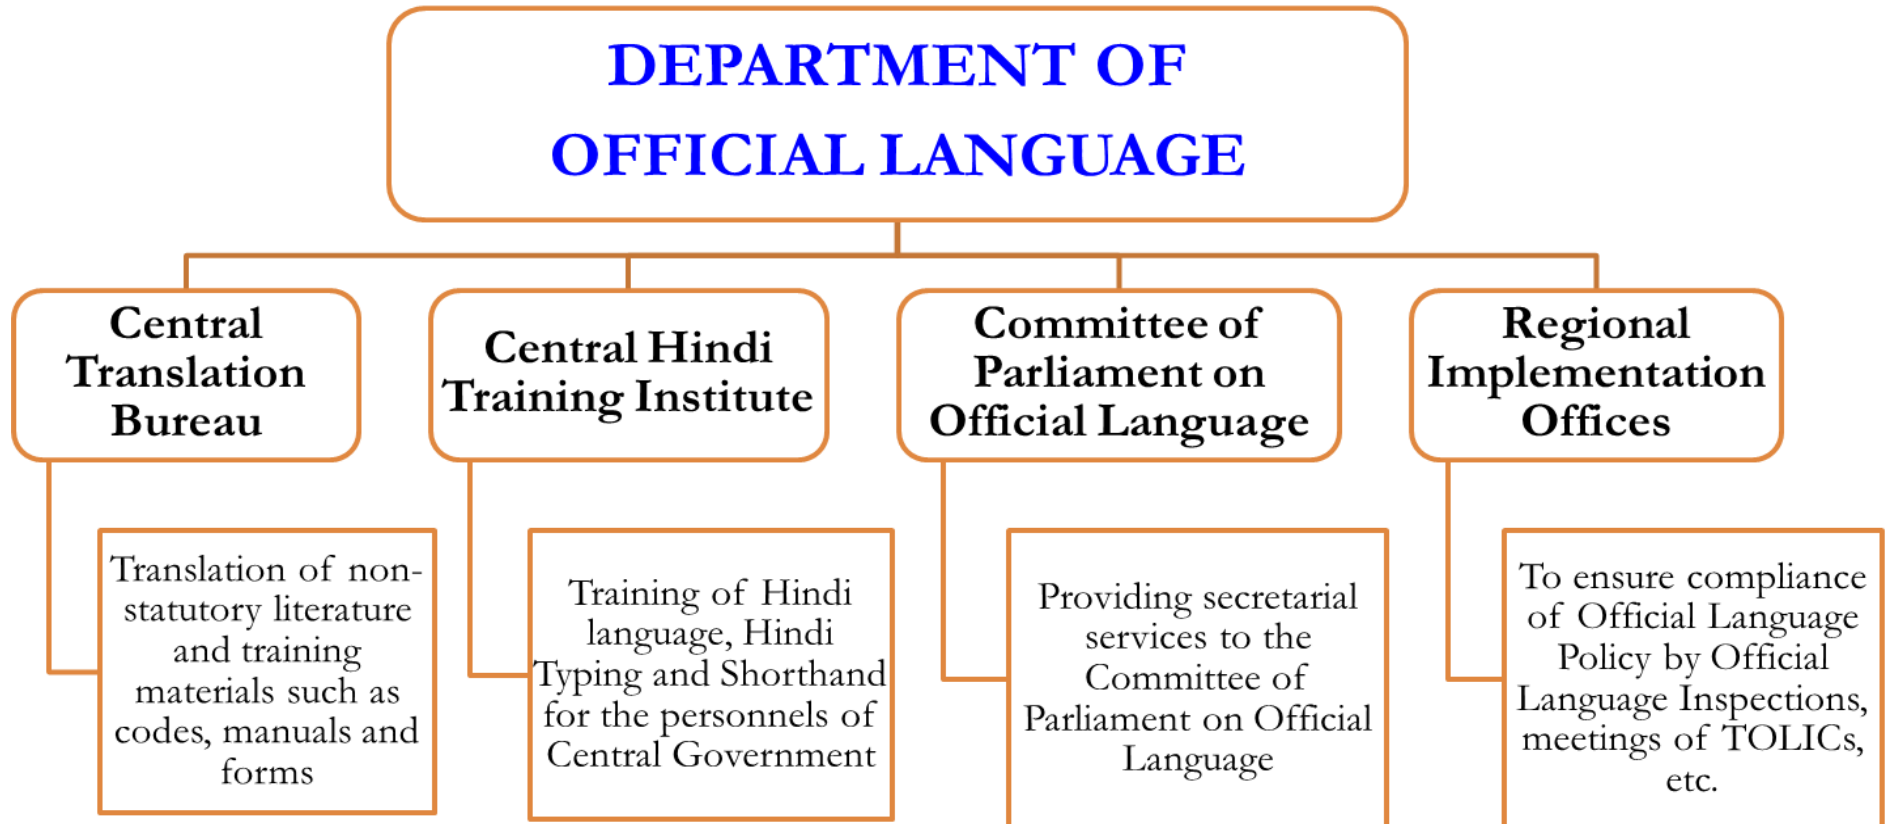 DEPARTMENT OF
OFFICIAL LANGUAGE
Central
Translation
Bureau
Central Hindi
Training Institute
Committee of
Parliament on
Official Language
Regional
Implementation
Offices
Translation of non-
statutory literature
and training
materials such as
codes, manuals and
forms
Training of Hindi
language, Hindi
Typing and Shorthand
for the personnels of
Central Government
Providing secretarial
services to the
Committee of
Parliament on Official
Language
To ensure compliance
of Official Language
Policy by Official
Language Inspections,
meetings of TOLICs,
etc.